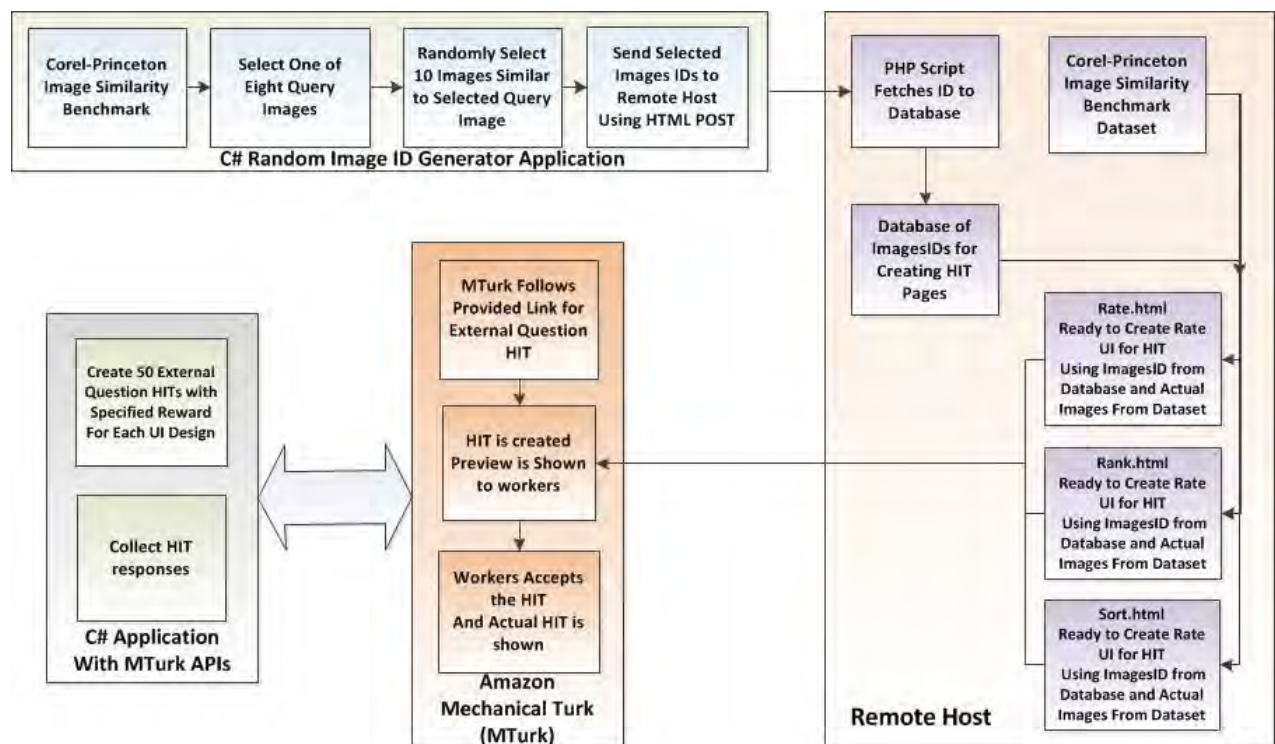 Corel-Princeton
Image Similarity
Benchmark
Select One of
Eight Query
Images
Randomly Select
10 Images Similar
to Selected Query
Image
Send Selected
Images IDs to
Remote Host
Using HTML POST
C# Random Image ID Generator Application
PHP Script
Fetches ID to
Database
Corel-Princeton
Image Similarity
Benchmark
Dataset
Database of
ImagesIDs for
Creating HIT
Pages
Rate.html
Ready to Create Rate
UI for HIT
Using ImagesID from
Database and Actual
Images From Dataset
Rank.html
Ready to Create Rate
UI for HIT
Using ImagesID from
Database and Actual
Images From Dataset
Sort.html
Ready to Create Rate
UI for HIT
Using ImagesID from
Database and Actual
Images From Dataset
Remote Host
MTurk Follows
Provided Link for
External Question
HIT
HIT is created
Preview is Shown
to workers
Workers Accepts
the HIT
And Actual HIT is
shown
Amazon
Mechanical Turk
(MTurk)
Create 50 External
Question HITs with
Specified Reward
For Each UI Design
Collect HIT
responses
C# Application
With MTurk APIs